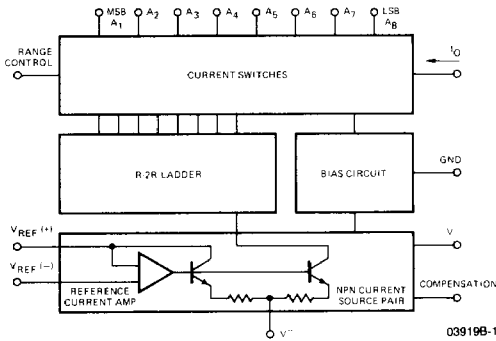 MSB A1 A2 A3 A4 A5 A6 A7 LSB A8
RANGE CONTROL
CURRENT SWITCHES
IO
R-2R LADDER
BIAS CIRCUIT
GND
VREF (+)
VREF (−)
REFERENCE CURRENT AMP
NPN CURRENT SOURCE PAIR
V
COMPENSATION
V−
03919B-1